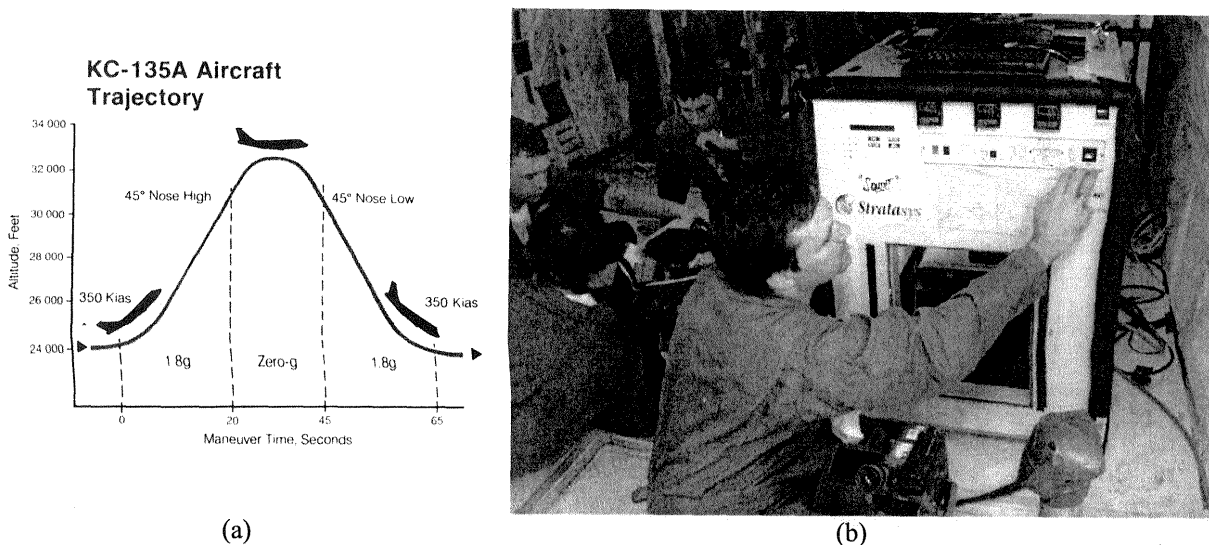 KC-135A Aircraft
Trajectory
34 000
32 000
30 000
28 000
26 000
24 000
Altitude, Feet
45° Nose High
45° Nose Low
350 Kias
350 Kias
1.8g
Zero-g
1.8g
0
20
45
65
Maneuver Time, Seconds
Stratasys
(a)
(b)